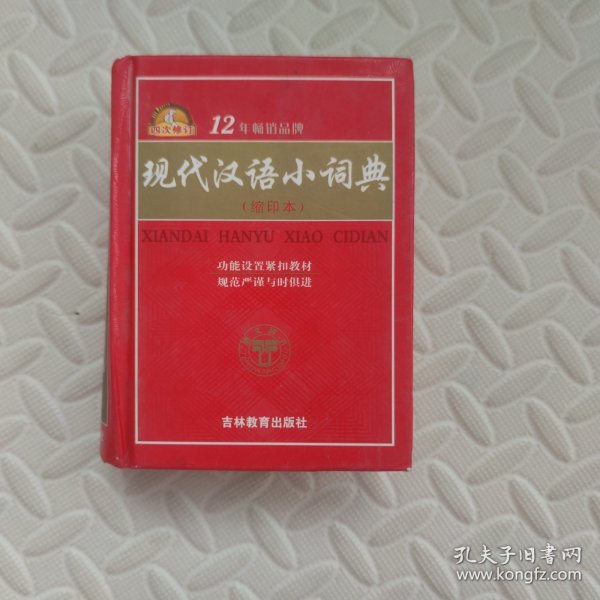 四次修订
12年畅销品牌
现代汉语小词典
(缩印本)
XIANDAI HANYU XIAO CIDIAN
功能设置紧扣教材
规范严谨与时俱进
吉林教育出版社
孔夫子旧书网
www.kongfz.com